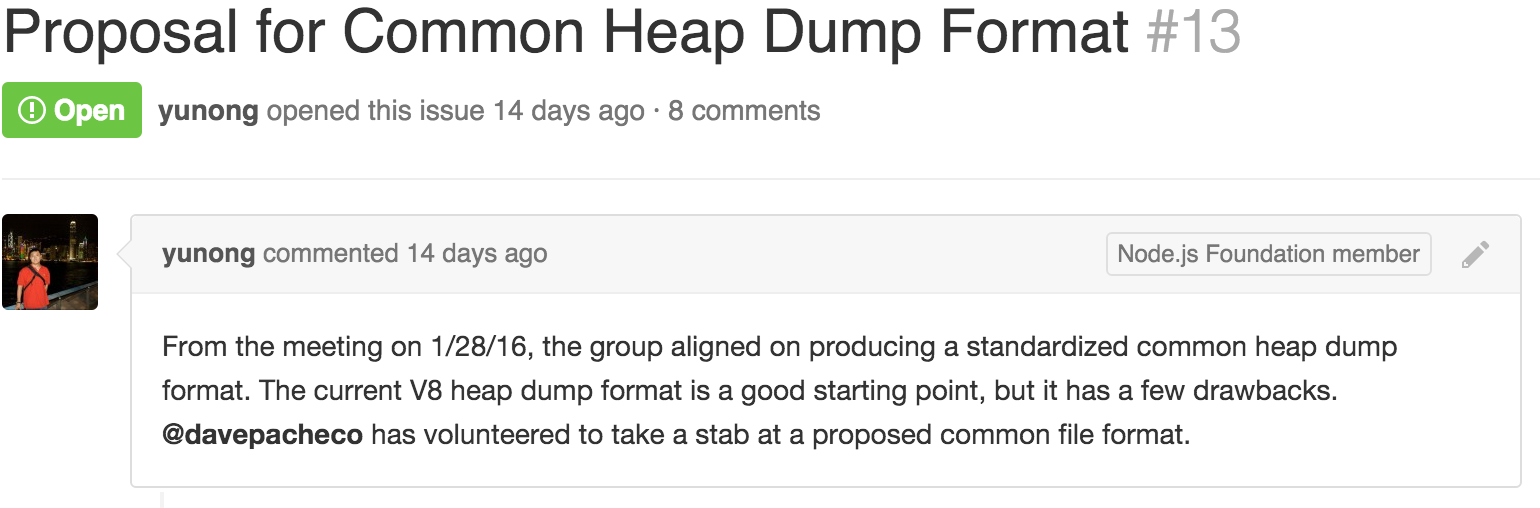 Proposal for Common Heap Dump Format #13
Open yunong opened this issue 14 days ago · 8 comments
yunong commented 14 days ago Node.js Foundation member
From the meeting on 1/28/16, the group aligned on producing a standardized common heap dump
format. The current V8 heap dump format is a good starting point, but it has a few drawbacks.
@davepacheco has volunteered to take a stab at a proposed common file format.